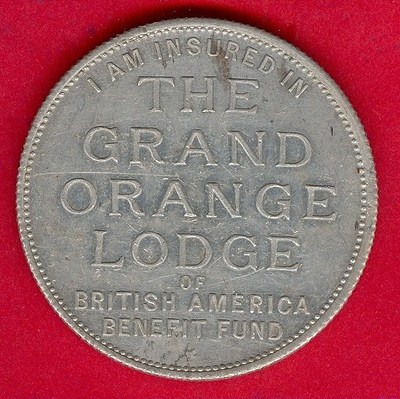 I AM INSURED IN
THE
GRAND
ORANGE
LODGE
OF
BRITISH AMERICA
BENEFIT FUND